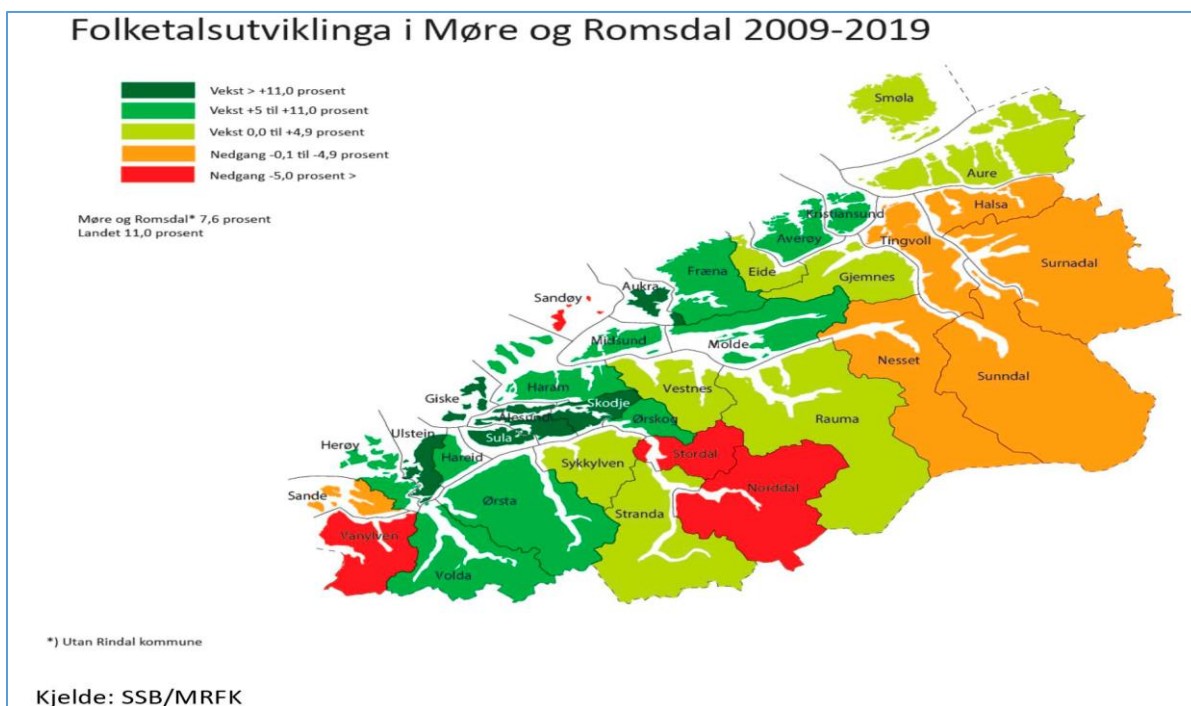 Folketalsutviklinga i Møre og Romsdal 2009-2019
Vekst > +11,0 prosent
Vekst +5 til +11,0 prosent
Vekst 0,0 til +4,9 prosent
Nedgang -0,1 til -4,9 prosent
Nedgang -5,0 prosent >
Møre og Romsdal* 7,6 prosent
Landet 11,0 prosent
Smøla
Aure
Halsa
Kristiansund
Averøy
Tingvoll
Surnadal
Fræna
Eide
Gjemnes
Aukra
Sandøy
Midsund
Molde
Nesset
Sunndal
Haram
Vestnes
Rauma
Giske
Skodje
Ålesund
Ørskog
Ulstein
Sula
Herøy
Hareid
Stordal
Sykkylven
Norddal
Sande
Ørsta
Stranda
Vanylven
Volda
*) Utan Rindal kommune
Kjelde: SSB/MRFK